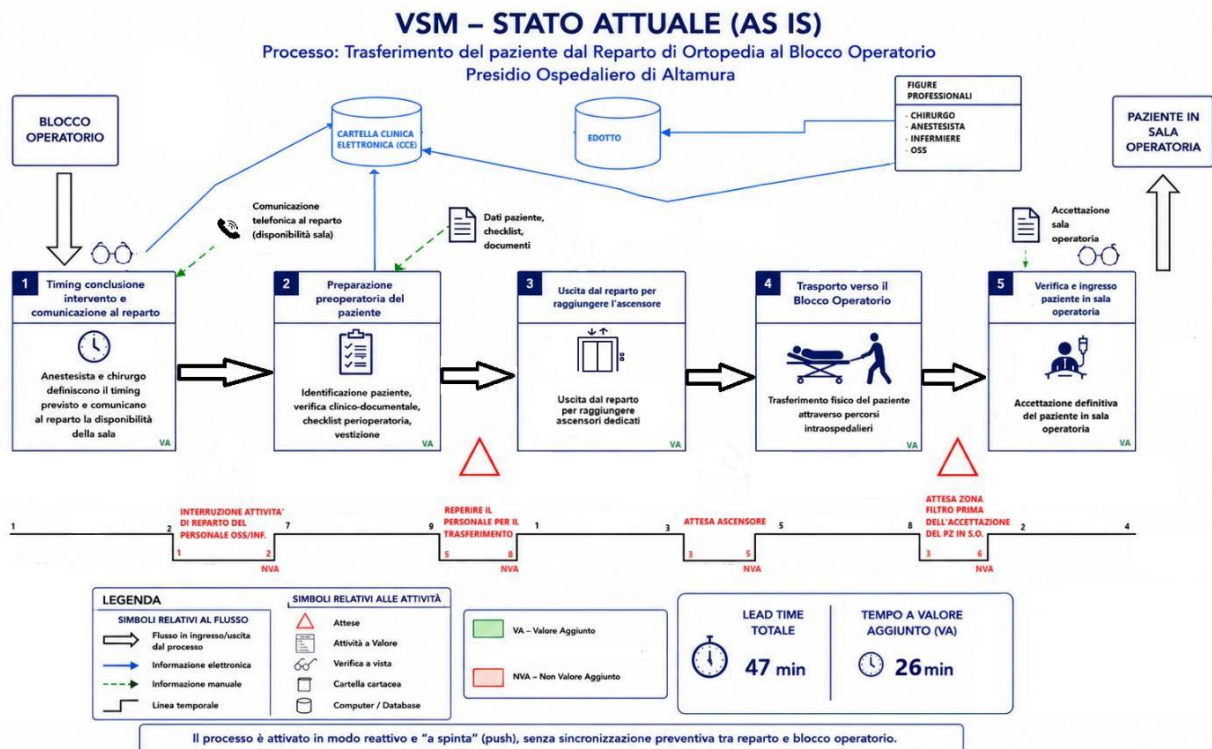 VSM – STATO ATTUALE (AS IS)
Processo: Trasferimento del paziente dal Reparto di Ortopedia al Blocco Operatorio
Presidio Ospedaliero di Altamura
BLOCCO
OPERATORIO
CARTELLA CLINICA
ELETTRONICA (CCE)
EDOTTO
FIGURE
PROFESSIONALI
- CHIRURGO
- ANESTESISTA
- INFERMIERE
- OSS
PAZIENTE IN
SALA
OPERATORIA
Comunicazione
telefonica al reparto
(disponibilità sala)
Dati paziente,
checklist,
documenti
Accettazione
sala
operatoria
1
Timing conclusione
intervento e
comunicazione al reparto
Anestesista e chirurgo
definiscono il timing
previsto e comunicano
al reparto la disponibilità
della sala
VA
2
Preparazione
preoperatoria del
paziente
Identificazione paziente,
verifica clinico-documentale,
checklist perioperatoria,
vestizione
VA
3
Uscita dal reparto per
raggiungere l'ascensore
Uscita dal reparto
per raggiungere
ascensori dedicati
VA
4
Trasporto verso il
Blocco Operatorio
Trasferimento fisico del paziente
attraverso percorsi
intraospedalieri
VA
5
Verifica e ingresso
paziente in sala
operatoria
Accettazione definitiva
del paziente in sala
operatoria
VA
1
2
INTERRUZIONE ATTIVITA'
DI REPARTO DEL
PERSONALE OSS/INF.
1
2
NVA
7
9
REPERIRE IL
PERSONALE PER IL
TRASFERIMENTO
5
8
NVA
1
3
ATTESA ASCENSORE
3
5
NVA
5
8
ATTESA ZONA
FILTRO PRIMA
DELL'ACCETTAZIONE
DEL PZ IN S.O.
3
6
NVA
2
4
LEGENDA
SIMBOLI RELATIVI AL FLUSSO
Flusso in ingresso/uscita
dal processo
Informazione elettronica
Informazione manuale
Linea temporale
SIMBOLI RELATIVI ALLE ATTIVITÀ
Attese
Attività a Valore
Verifica a vista
Cartella cartacea
Computer / Database
VA – Valore Aggiunto
NVA – Non Valore Aggiunto
LEAD TIME
TOTALE
47 min
TEMPO A VALORE
AGGIUNTO (VA)
26 min
Il processo è attivato in modo reattivo e "a spinta" (push), senza sincronizzazione preventiva tra reparto e blocco operatorio.